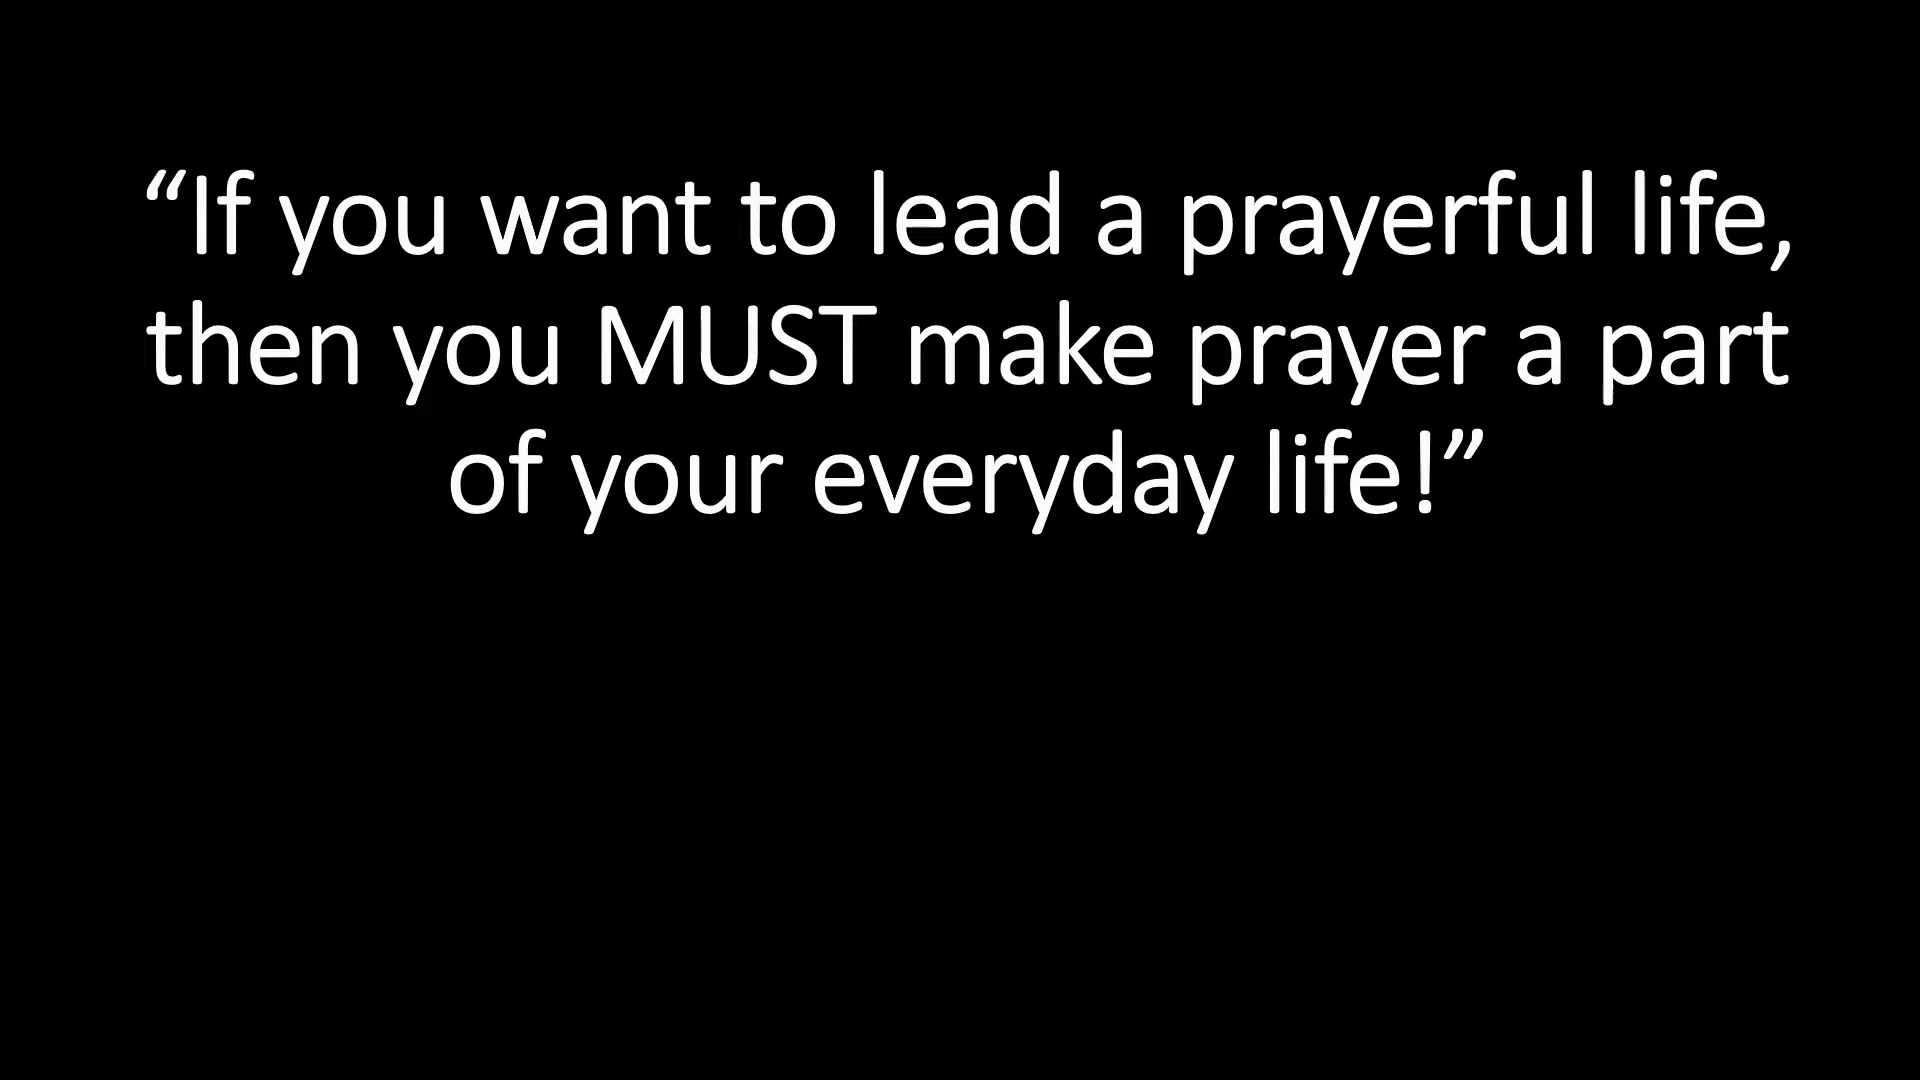 “If you want to lead a prayerful life,
then you MUST make prayer a part
of your everyday life!”